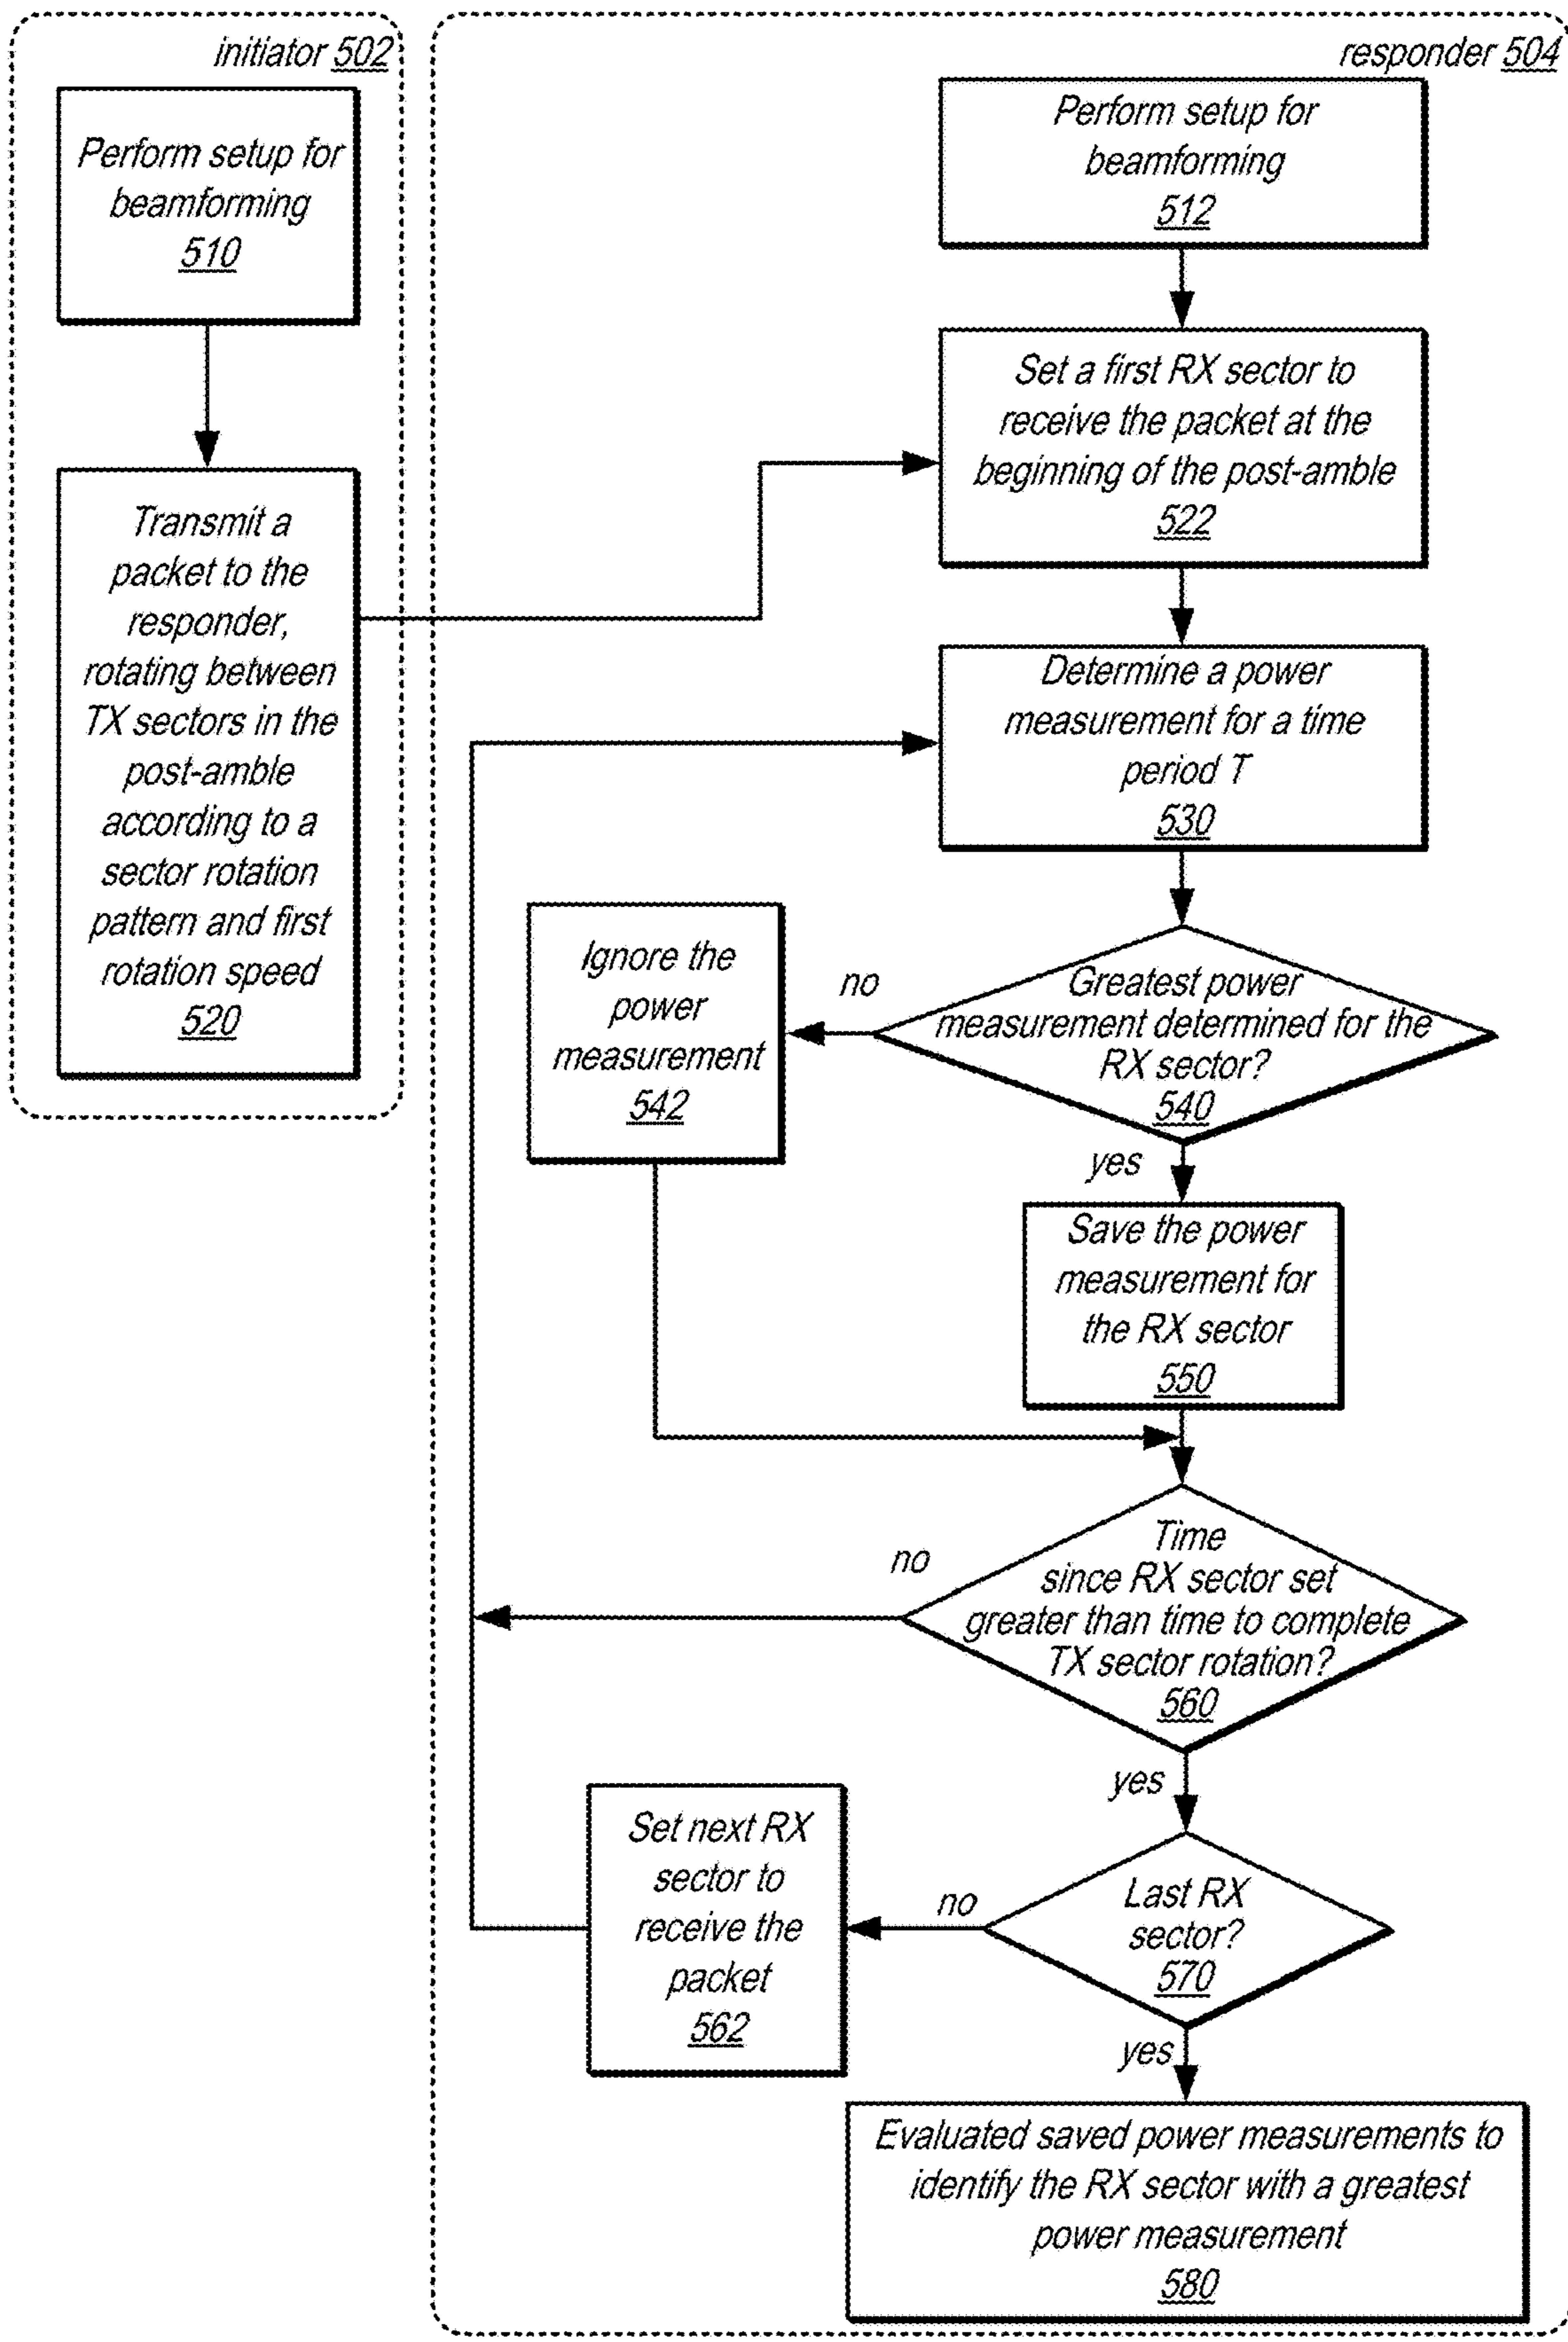 initiator 502
Perform setup for
beamforming
510
Transmit a
packet to the
responder,
rotating between
TX sectors in the
post-amble
according to a
sector rotation
pattern and first
rotation speed
520
responder 504
Perform setup for
beamforming
512
Set a first RX sector to
receive the packet at the
beginning of the post-amble
522
Determine a power
measurement for a time
period T
530
Greatest power
measurement determined for the
RX sector?
540
no
Ignore the
power
measurement
542
yes
Save the power
measurement for
the RX sector
550
Time
since RX sector set
greater than time to complete
TX sector rotation?
560
no
yes
Last RX
sector?
570
no
Set next RX
sector to
receive the
packet
562
yes
Evaluated saved power measurements to
identify the RX sector with a greatest
power measurement
580